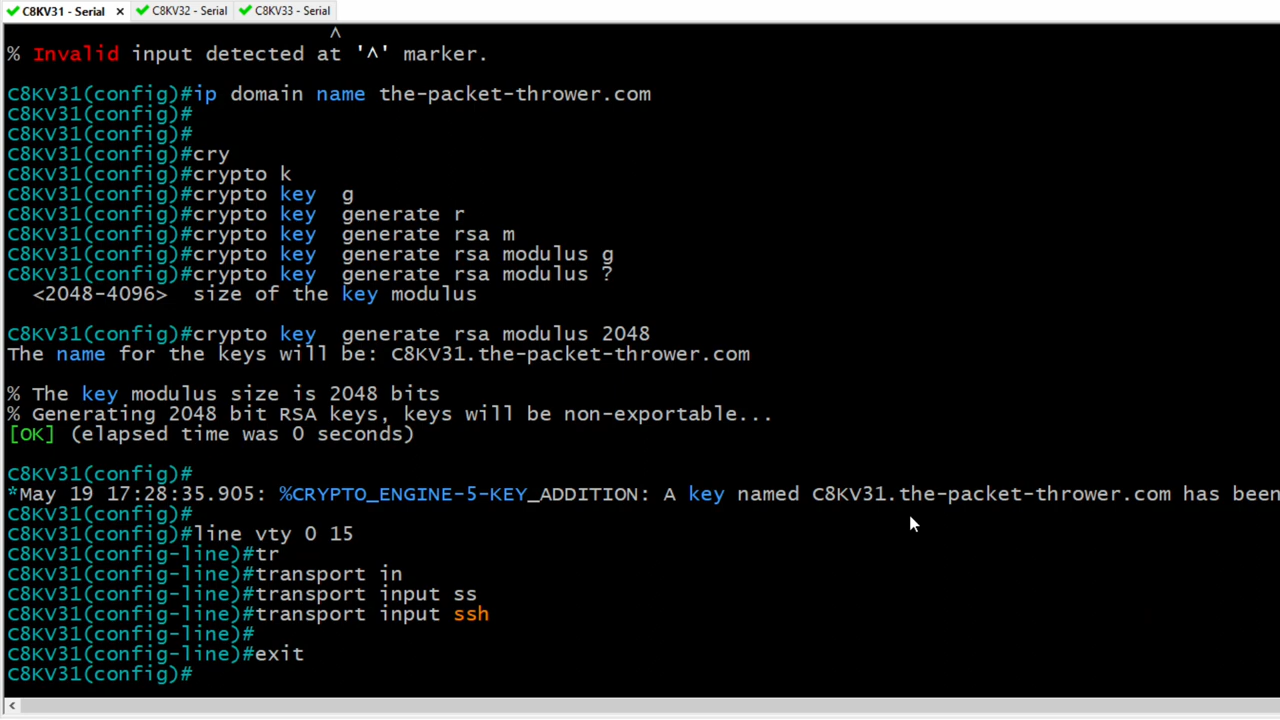 C8KV31 - Serial × C8KV32 - Serial C8KV33 - Serial
^
% Invalid input detected at '^' marker.
C8KV31(config)#ip domain name the-packet-thrower.com
C8KV31(config)#
C8KV31(config)#
C8KV31(config)#cry
C8KV31(config)#crypto k
C8KV31(config)#crypto key  g
C8KV31(config)#crypto key  generate r
C8KV31(config)#crypto key  generate rsa m
C8KV31(config)#crypto key  generate rsa modulus g
C8KV31(config)#crypto key  generate rsa modulus ?
  <2048-4096>  size of the key modulus
C8KV31(config)#crypto key  generate rsa modulus 2048
The name for the keys will be: C8KV31.the-packet-thrower.com
% The key modulus size is 2048 bits
% Generating 2048 bit RSA keys, keys will be non-exportable...
[OK] (elapsed time was 0 seconds)
C8KV31(config)#
*May 19 17:28:35.905: %CRYPTO_ENGINE-5-KEY_ADDITION: A key named C8KV31.the-packet-thrower.com has been
C8KV31(config)#
C8KV31(config)#line vty 0 15
C8KV31(config-line)#tr
C8KV31(config-line)#transport in
C8KV31(config-line)#transport input ss
C8KV31(config-line)#transport input ssh
C8KV31(config-line)#
C8KV31(config-line)#exit
C8KV31(config)#